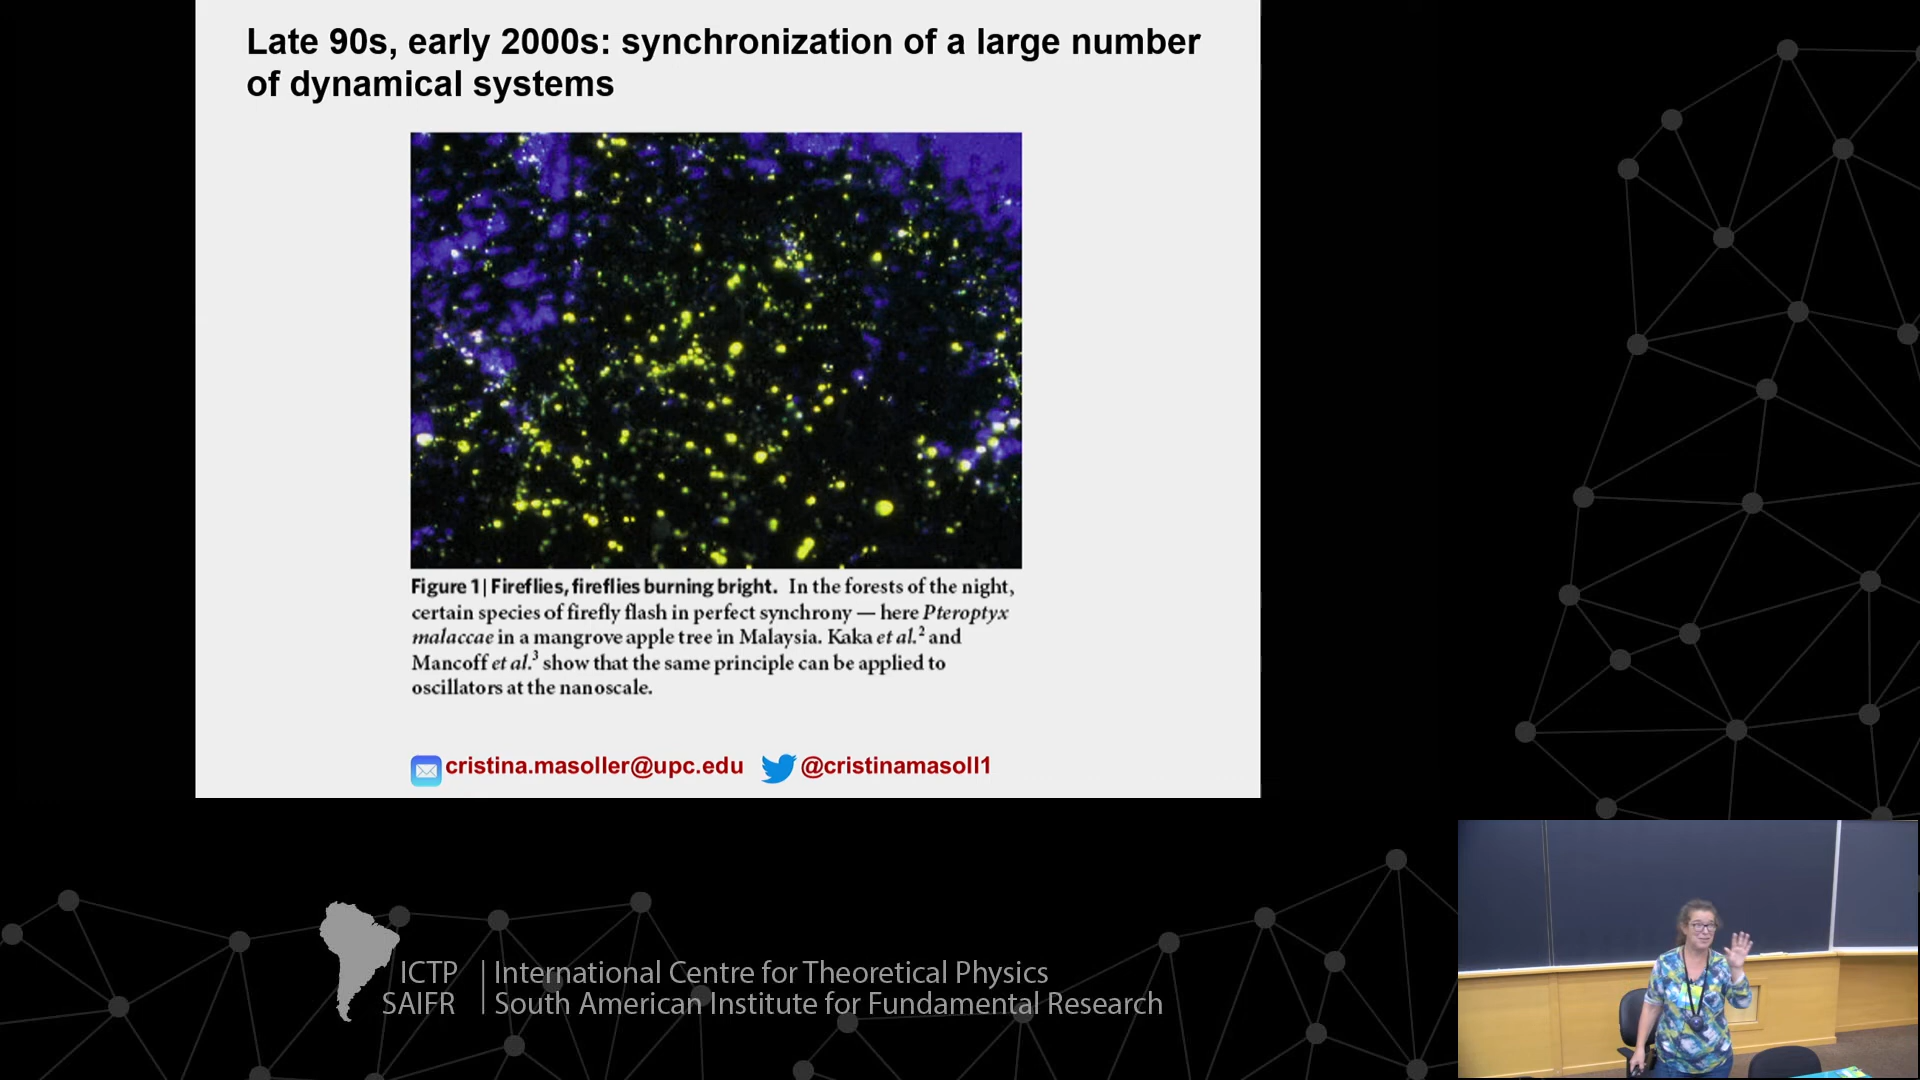 Late 90s, early 2000s: synchronization of a large number
of dynamical systems
Figure 1| Fireflies, fireflies burning bright. In the forests of the night,
certain species of firefly flash in perfect synchrony — here Pteroptyx
malaccae in a mangrove apple tree in Malaysia. Kaka et al.² and
Mancoff et al.³ show that the same principle can be applied to
oscillators at the nanoscale.
cristina.masoller@upc.edu @cristinamasoll1
ICTP | International Centre for Theoretical Physics
SAIFR | South American Institute for Fundamental Research